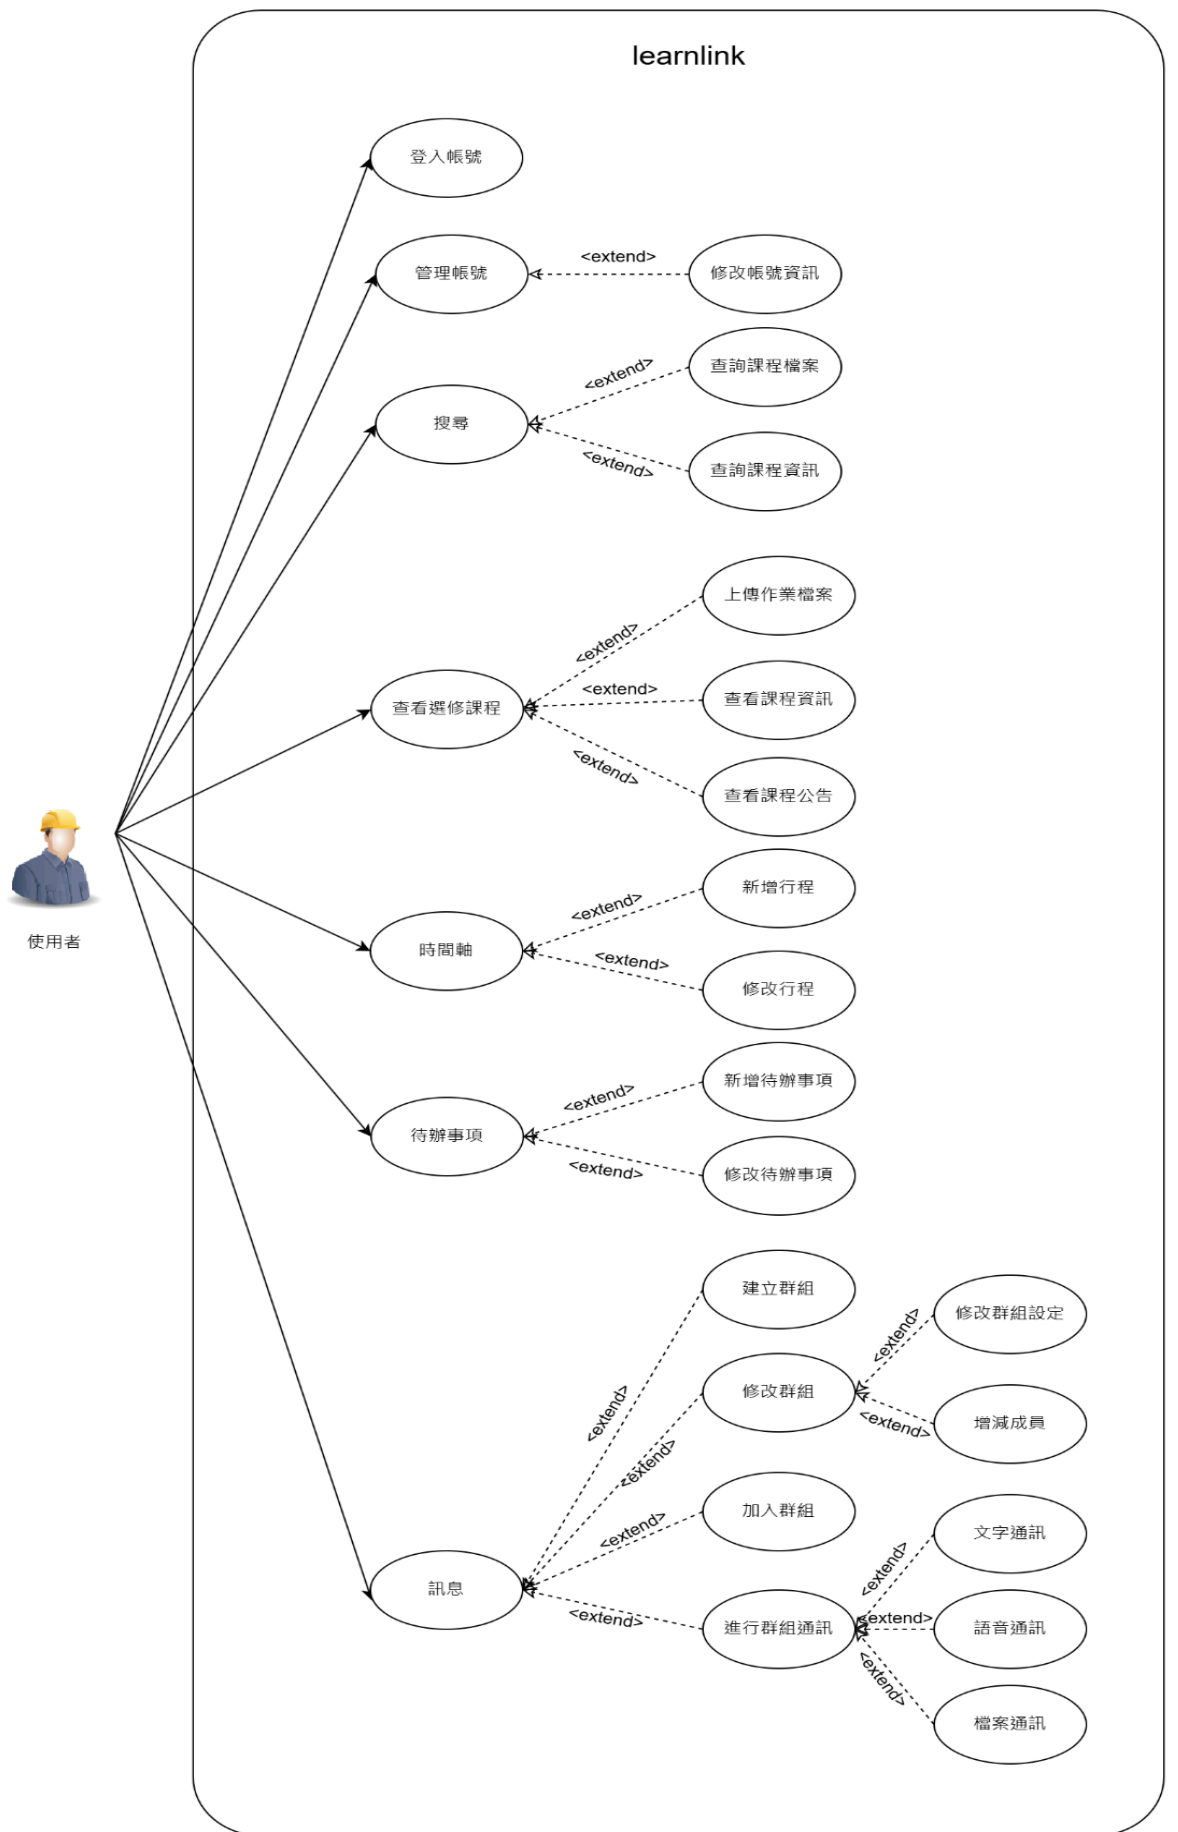 learnlink
登入帳號
管理帳號
<extend>
修改帳號資訊
搜尋
<extend>
查詢課程檔案
<extend>
查詢課程資訊
查看選修課程
<extend>
上傳作業檔案
<extend>
查看課程資訊
<extend>
查看課程公告
使用者
時間軸
<extend>
新增行程
<extend>
修改行程
待辦事項
<extend>
新增待辦事項
<extend>
修改待辦事項
訊息
<extend>
建立群組
<extend>
修改群組
<extend>
修改群組設定
<extend>
增減成員
<extend>
加入群組
<extend>
進行群組通訊
<extend>
文字通訊
<extend>
語音通訊
<extend>
檔案通訊